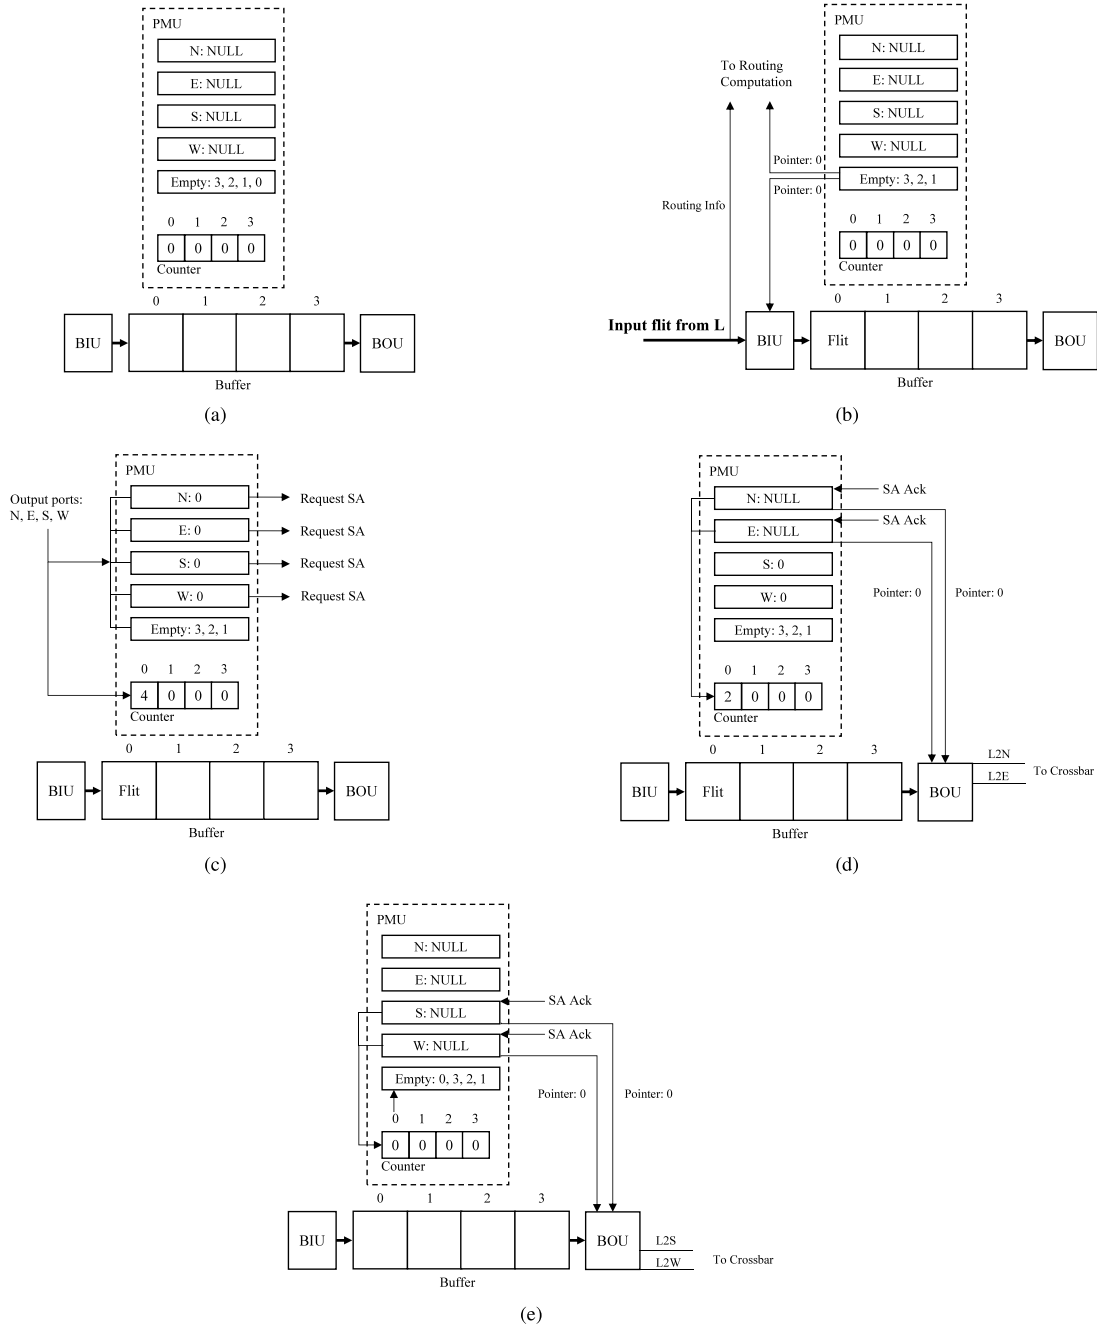 PMU
N: NULL
E: NULL
S: NULL
W: NULL
Empty: 3, 2, 1, 0
0 1 2 3
0 0 0 0
Counter
0 1 2 3
BIU BOU
Buffer
(a)
PMU
N: NULL
To Routing
Computation
E: NULL
S: NULL
W: NULL
Pointer: 0
Empty: 3, 2, 1
Pointer: 0
Routing Info
0 1 2 3
0 0 0 0
Counter
0 1 2 3
Input flit from L
BIU Flit BOU
Buffer
(b)
PMU
Output ports:
N, E, S, W
N: 0 Request SA
E: 0 Request SA
S: 0 Request SA
W: 0 Request SA
Empty: 3, 2, 1
0 1 2 3
4 0 0 0
Counter
0 1 2 3
BIU Flit BOU
Buffer
(c)
PMU
SA Ack
N: NULL
SA Ack
E: NULL
S: 0
W: 0
Pointer: 0 Pointer: 0
Empty: 3, 2, 1
0 1 2 3
2 0 0 0
Counter
0 1 2 3
L2N
To Crossbar
L2E
BIU Flit BOU
Buffer
(d)
PMU
N: NULL
E: NULL
SA Ack
S: NULL
SA Ack
W: NULL
Empty: 0, 3, 2, 1
Pointer: 0 Pointer: 0
0 1 2 3
0 0 0 0
Counter
0 1 2 3
BIU BOU
L2S
To Crossbar
L2W
Buffer
(e)